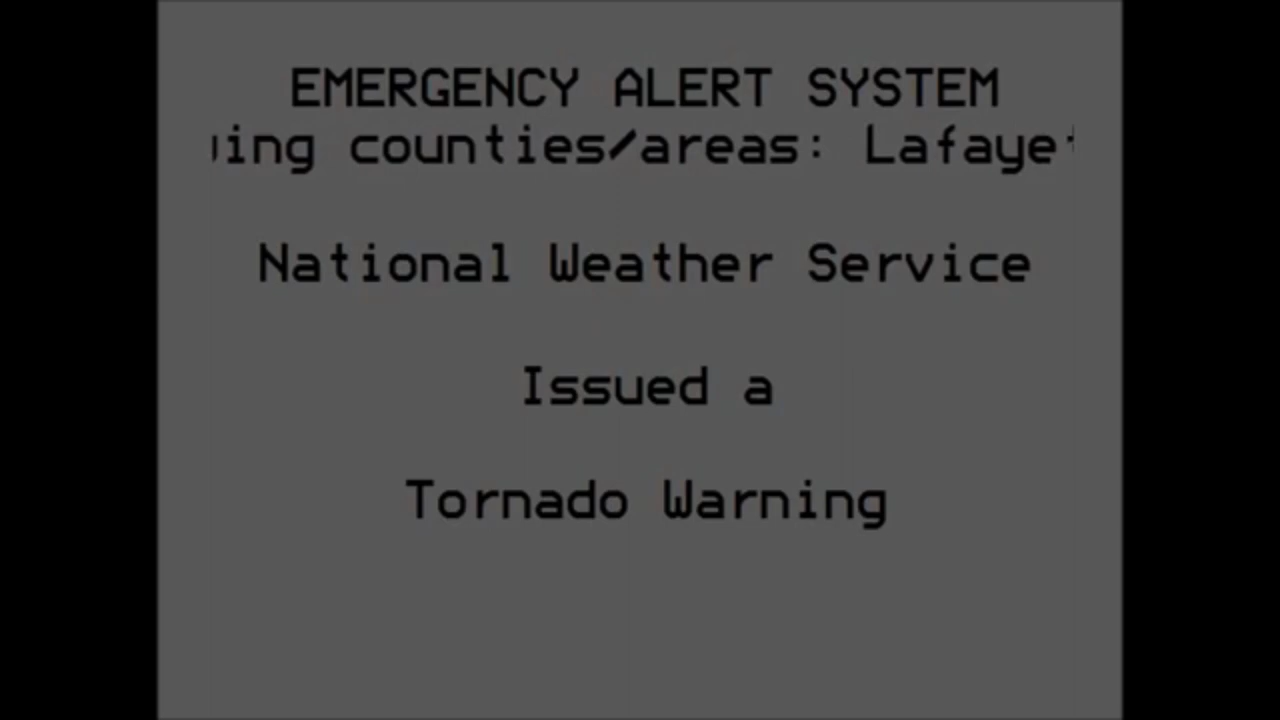 EMERGENCY ALERT SYSTEM
counties/areas:
National Weather Service
Issued a
Tornado Warning